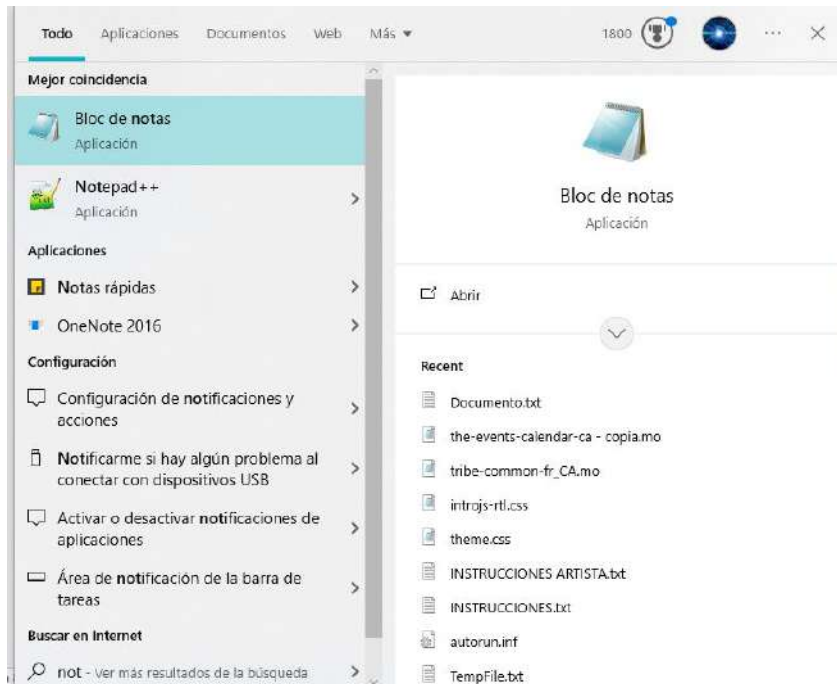 Todo Aplicaciones Documentos Web Más 1800
Mejor coincidencia
Bloc de notas
Aplicación
Notepad++
Aplicación
Aplicaciones
Notas rápidas
OneNote 2016
Configuración
Configuración de notificaciones y
acciones
Notificarme si hay algún problema al
conectar con dispositivos USB
Activar o desactivar notificaciones de
aplicaciones
Área de notificación de la barra de
tareas
Buscar en Internet
not - Ver más resultados de la búsqueda
Bloc de notas
Aplicación
Abrir
Recent
Documento.txt
the-events-calendar-ca - copia.mo
tribe-common-fr_CA.mo
introjs-rtl.css
theme.css
INSTRUCCIONES ARTISTA.txt
INSTRUCCIONES.txt
autorun.inf
TempFile.txt